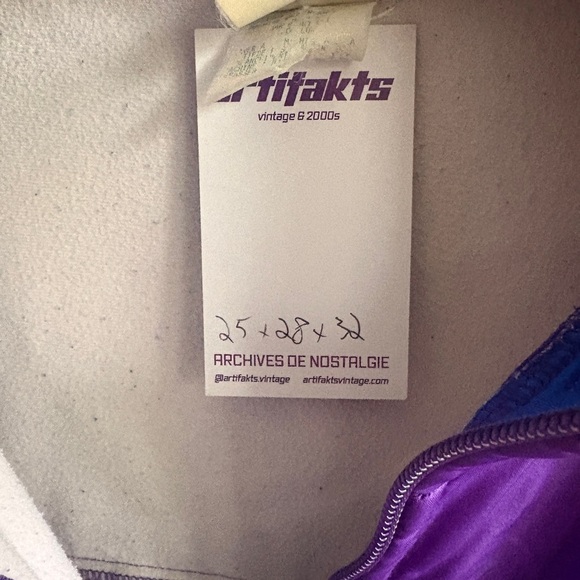 artifakts
vintage & 2000s
25 x 28 x 32
ARCHIVES DE NOSTALGIE
@artifakts.vintage artifaktsvintage.com